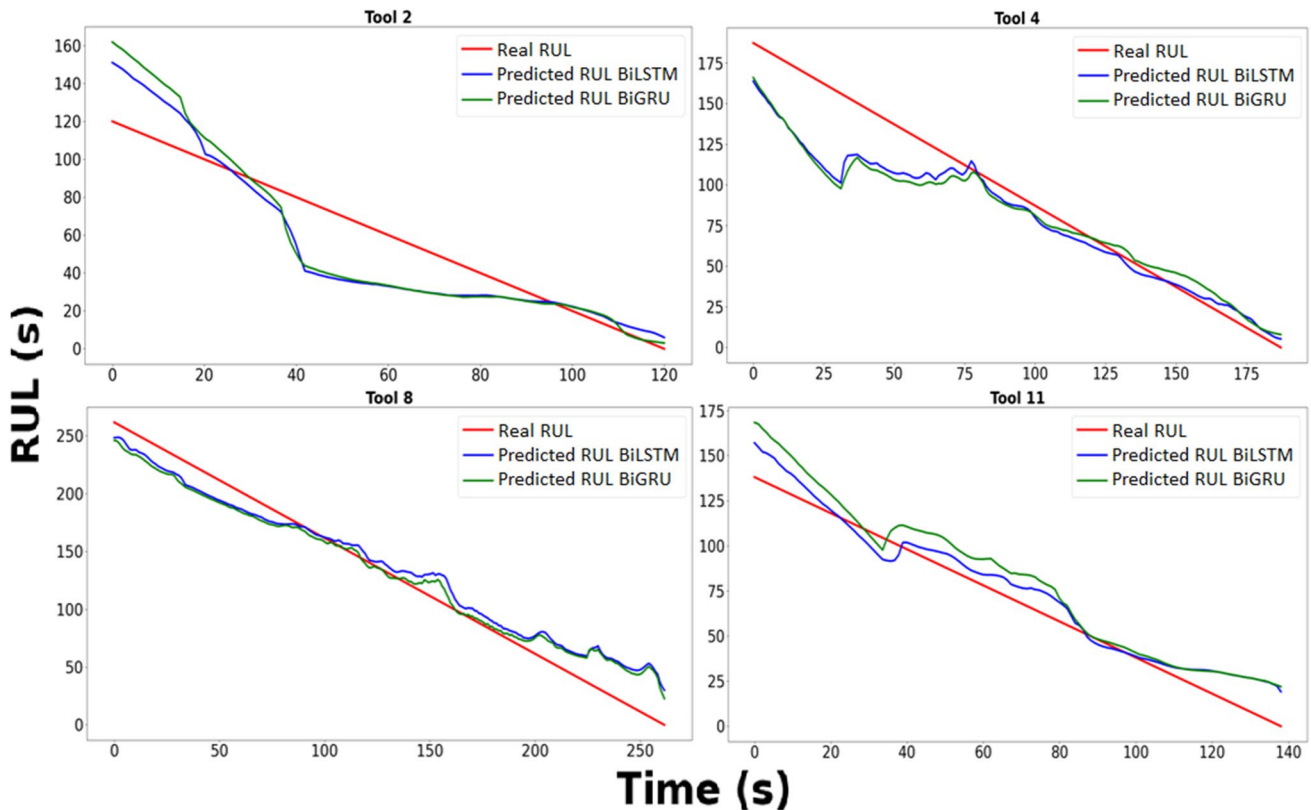 Tool 2
160
140
120
100
80
60
40
20
0
Real RUL
Predicted RUL BiLSTM
Predicted RUL BiGRU
0 20 40 60 80 100 120
Tool 4
175
150
125
100
75
50
25
0
Real RUL
Predicted RUL BiLSTM
Predicted RUL BiGRU
0 25 50 75 100 125 150 175
RUL (s)
Tool 8
250
200
150
100
50
0
Real RUL
Predicted RUL BiLSTM
Predicted RUL BiGRU
0 50 100 150 200 250
Tool 11
175
150
125
100
75
50
25
0
Real RUL
Predicted RUL BiLSTM
Predicted RUL BiGRU
0 20 40 60 80 100 120 140
Time (s)